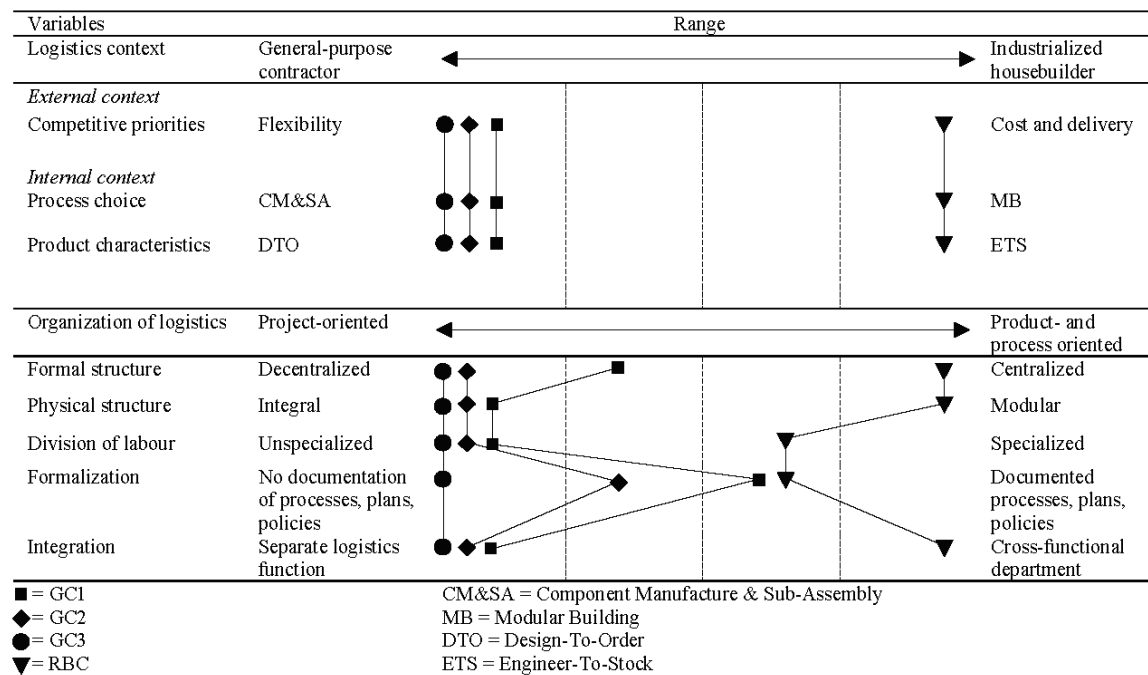 Variables Range
Logistics context General-purpose contractor Industrialized housebuilder
External context
Competitive priorities Flexibility Cost and delivery
Internal context
Process choice CM&SA MB
Product characteristics DTO ETS
Organization of logistics Project-oriented Product- and process oriented
Formal structure Decentralized Centralized
Physical structure Integral Modular
Division of labour Unspecialized Specialized
Formalization No documentation of processes, plans, policies Documented processes, plans, policies
Integration Separate logistics function Cross-functional department
= GC1 CM&SA = Component Manufacture & Sub-Assembly
= GC2 MB = Modular Building
= GC3 DTO = Design-To-Order
= RBC ETS = Engineer-To-Stock